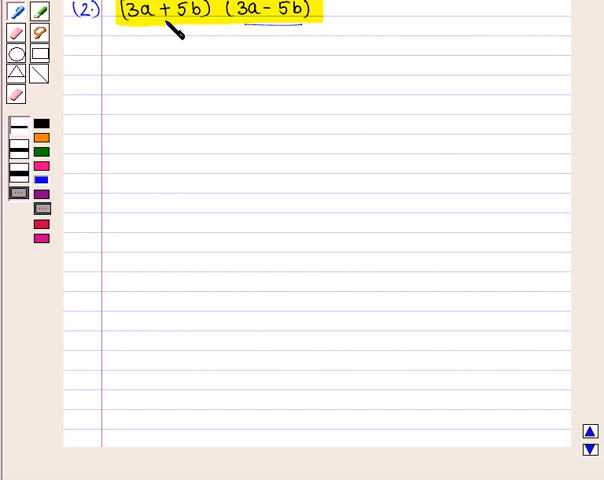 (2.) (3a + 5b) (3a - 5b)